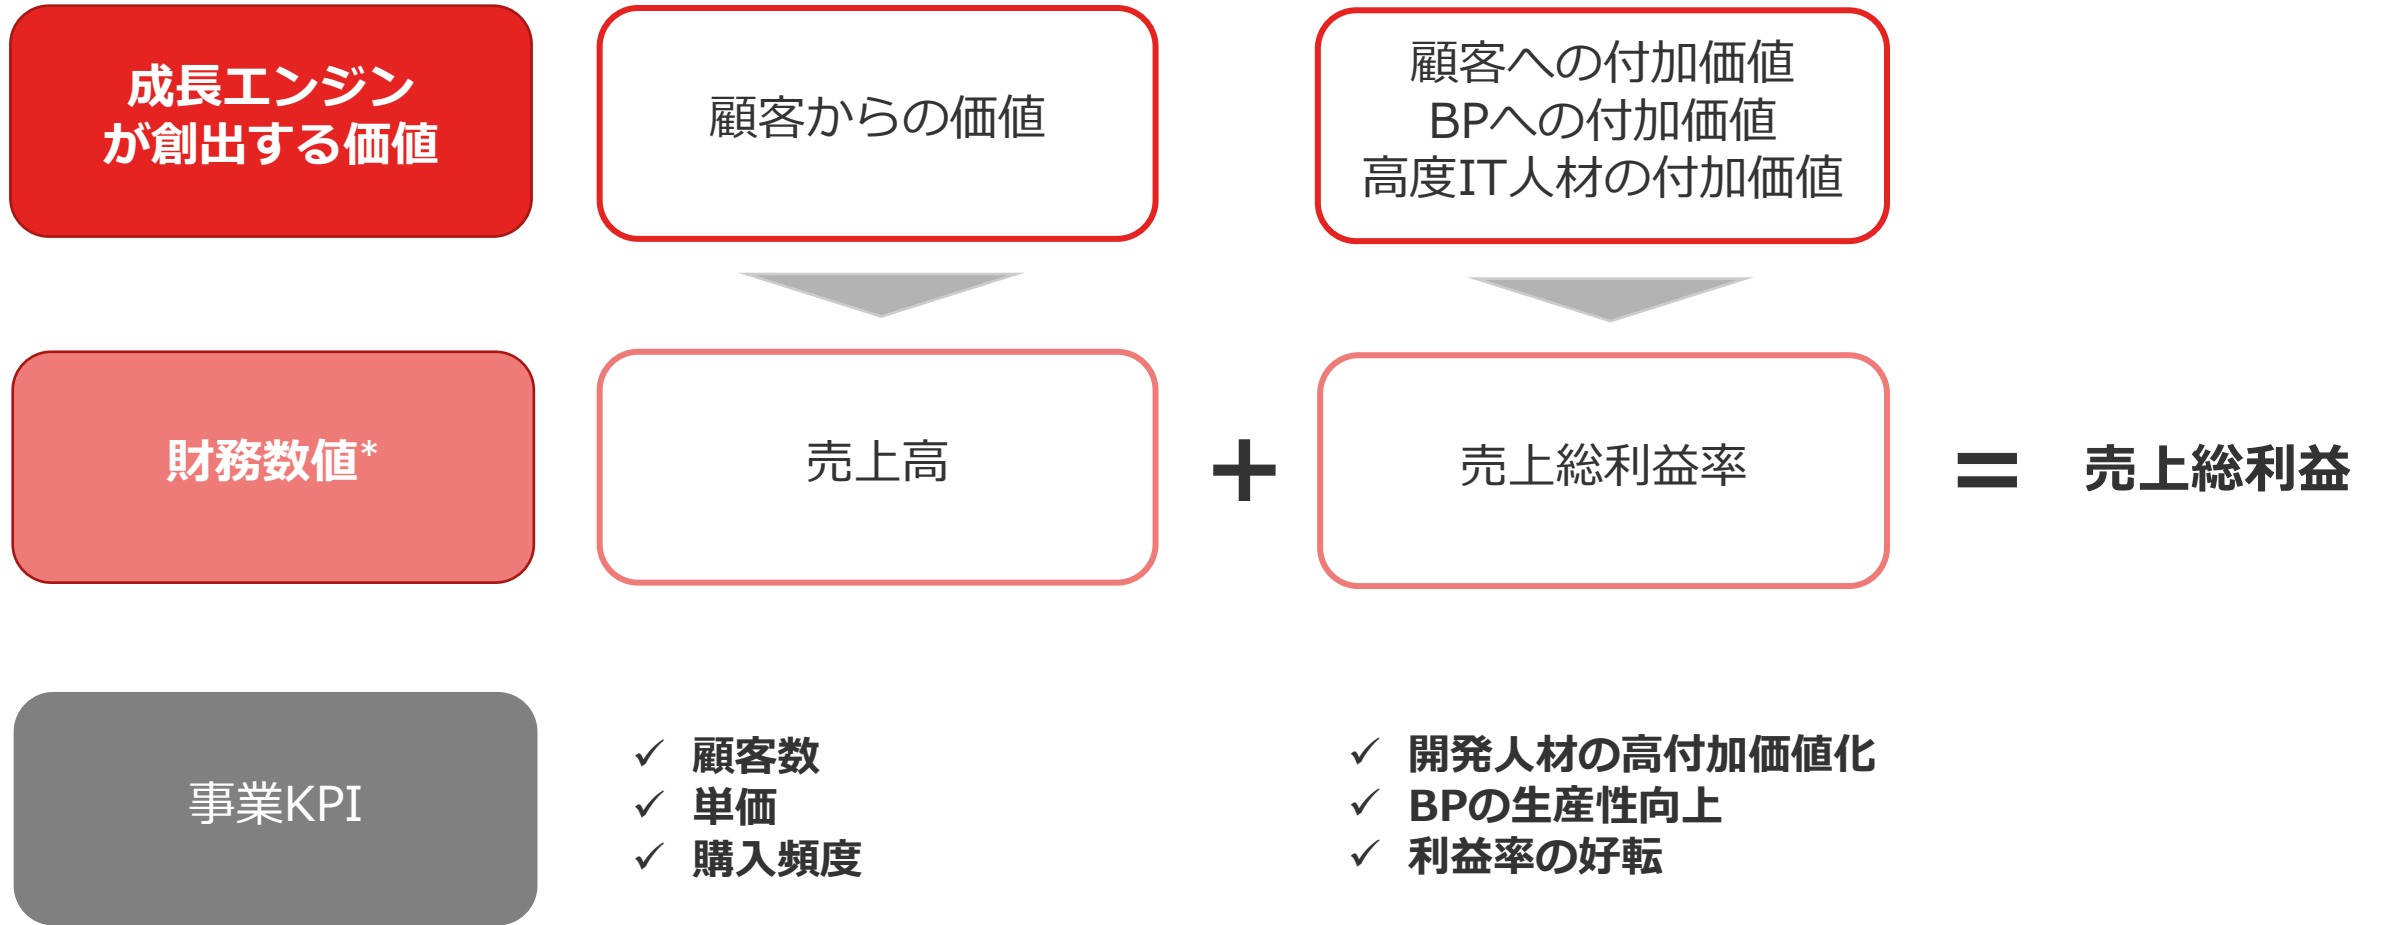 成長エンジン
が創出する価値
顧客からの価値
顧客への付加価値
BPへの付加価値
高度IT人材の付加価値
財務数値*
売上高
+
売上総利益率
=
売上総利益
事業KPI
✓ 顧客数
✓ 単価
✓ 購入頻度
✓ 開発人材の高付加価値化
✓ BPの生産性向上
✓ 利益率の好転